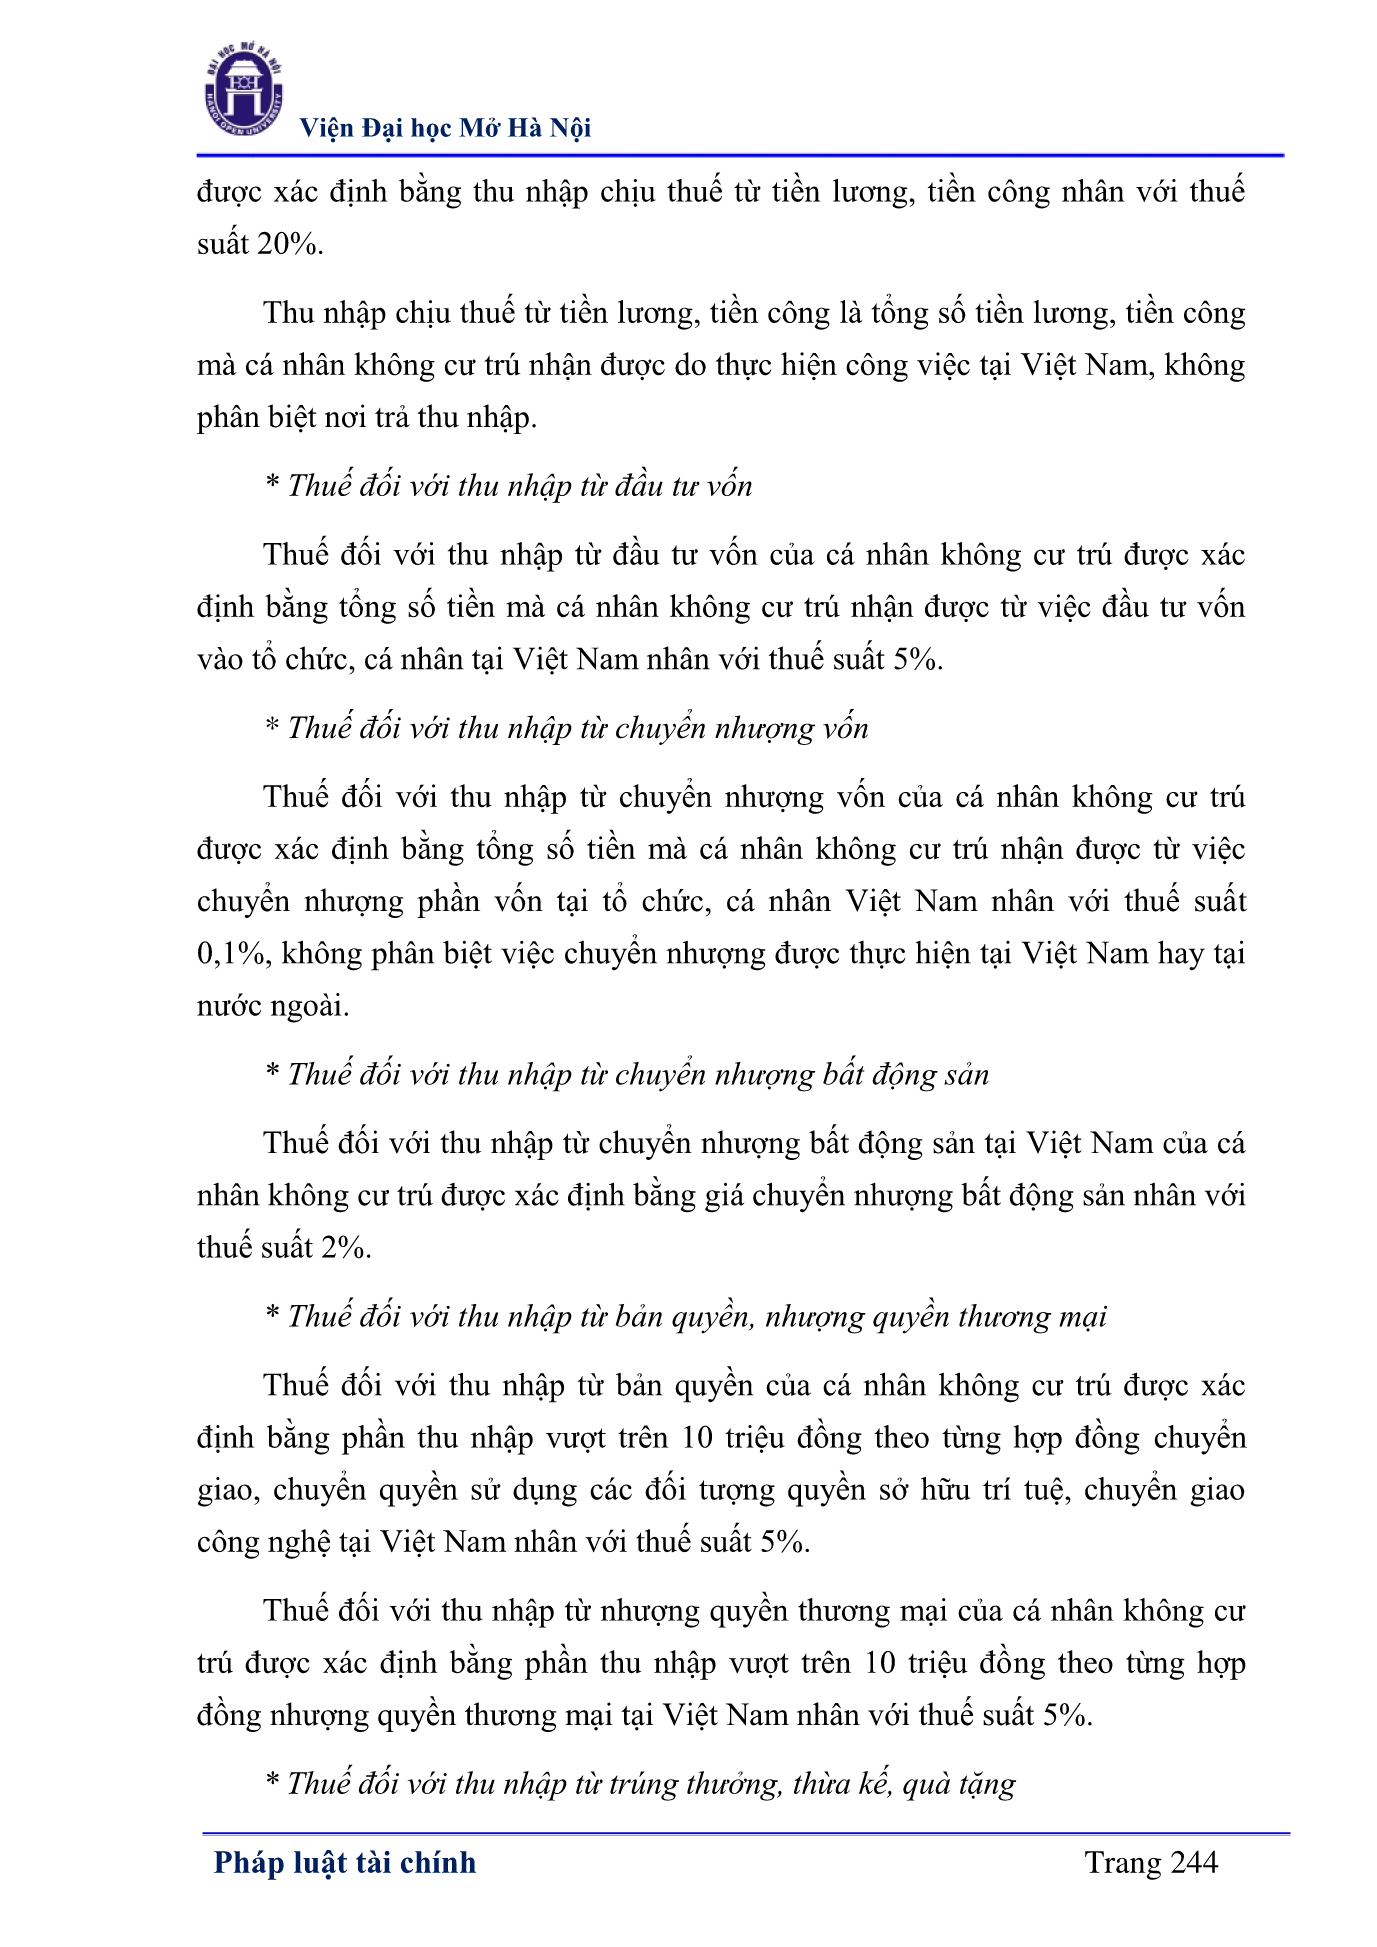 ĐẠI HỌC MỞ HÀ NỘI
HANOI OPEN UNIVERSITY
Viện Đại học Mở Hà Nội
được xác định bằng thu nhập chịu thuế từ tiền lương, tiền công nhân với thuế
suất 20%.
Thu nhập chịu thuế từ tiền lương, tiền công là tổng số tiền lương, tiền công
mà cá nhân không cư trú nhận được do thực hiện công việc tại Việt Nam, không
phân biệt nơi trả thu nhập.
* Thuế đối với thu nhập từ đầu tư vốn
Thuế đối với thu nhập từ đầu tư vốn của cá nhân không cư trú được xác
định bằng tổng số tiền mà cá nhân không cư trú nhận được từ việc đầu tư vốn
vào tổ chức, cá nhân tại Việt Nam nhân với thuế suất 5%.
* Thuế đối với thu nhập từ chuyển nhượng vốn
Thuế đối với thu nhập từ chuyển nhượng vốn của cá nhân không cư trú
được xác định bằng tổng số tiền mà cá nhân không cư trú nhận được từ việc
chuyển nhượng phần vốn tại tổ chức, cá nhân Việt Nam nhân với thuế suất
0,1%, không phân biệt việc chuyển nhượng được thực hiện tại Việt Nam hay tại
nước ngoài.
* Thuế đối với thu nhập từ chuyển nhượng bất động sản
Thuế đối với thu nhập từ chuyển nhượng bất động sản tại Việt Nam của cá
nhân không cư trú được xác định bằng giá chuyển nhượng bất động sản nhân với
thuế suất 2%.
* Thuế đối với thu nhập từ bản quyền, nhượng quyền thương mại
Thuế đối với thu nhập từ bản quyền của cá nhân không cư trú được xác
định bằng phần thu nhập vượt trên 10 triệu đồng theo từng hợp đồng chuyển
giao, chuyển quyền sử dụng các đối tượng quyền sở hữu trí tuệ, chuyển giao
công nghệ tại Việt Nam nhân với thuế suất 5%.
Thuế đối với thu nhập từ nhượng quyền thương mại của cá nhân không cư
trú được xác định bằng phần thu nhập vượt trên 10 triệu đồng theo từng hợp
đồng nhượng quyền thương mại tại Việt Nam nhân với thuế suất 5%.
* Thuế đối với thu nhập từ trúng thưởng, thừa kế, quà tặng
Pháp luật tài chính Trang 244